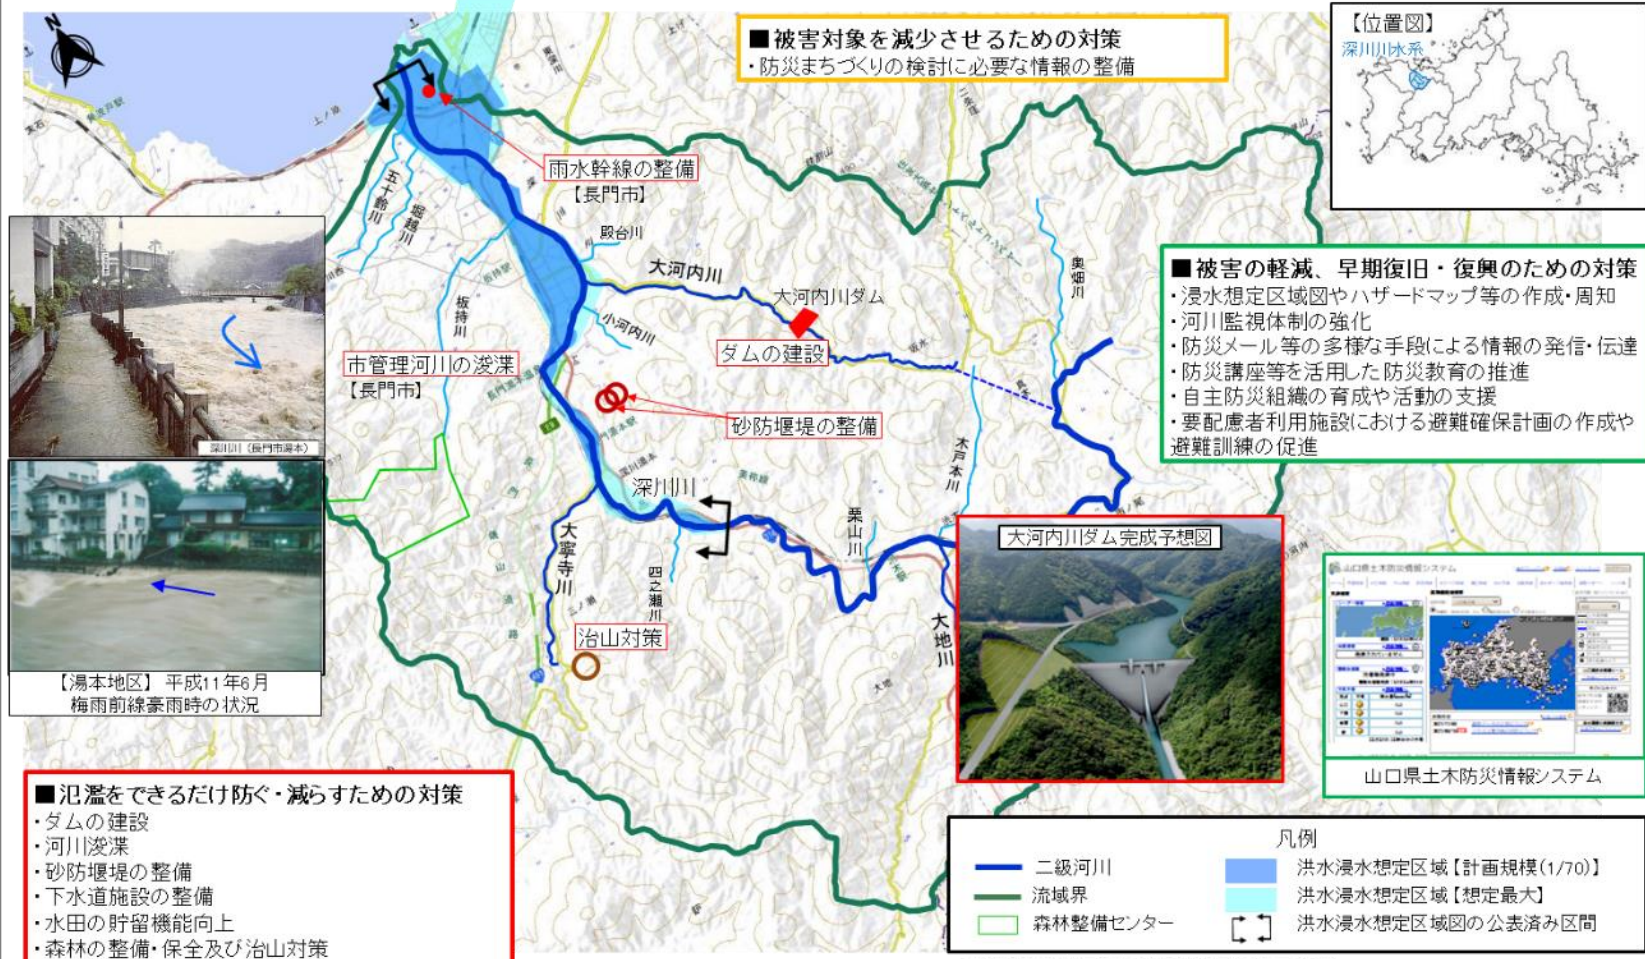 N
■被害対象を減少させるための対策
・防災まちづくりの検討に必要な情報の整備
【位置図】
深川川水系
雨水幹線の整備
【長門市】
五十鈴川
堀越川
殿台川
大河内川
大河内川ダム
奥畑川
■被害の軽減、早期復旧・復興のための対策
・浸水想定区域図やハザードマップ等の作成・周知
・河川監視体制の強化
・防災メール等の多様な手段による情報の発信・伝達
・防災講座等を活用した防災教育の推進
・自主防災組織の育成や活動の支援
・要配慮者利用施設における避難確保計画の作成や
避難訓練の促進
板持川
小河内川
ダムの建設
市管理河川の浚渫
【長門市】
砂防堰堤の整備
深川川(長門市湯本)
木戸本川
深川川
栗山川
大寧寺川
四之瀬川
大地川
治山対策
【湯本地区】 平成11年6月
梅雨前線豪雨時の状況
大河内川ダム完成予想図
山口県土木防災情報システム
山口県土木防災情報システム
■氾濫をできるだけ防ぐ・減らすための対策
・ダムの建設
・河川浚渫
・砂防堰堤の整備
・下水道施設の整備
・水田の貯留機能向上
・森林の整備・保全及び治山対策
凡例
二級河川
流域界
森林整備センター
洪水浸水想定区域【計画規模(1/70)】
洪水浸水想定区域【想定最大】
洪水浸水想定区域図の公表済み区間